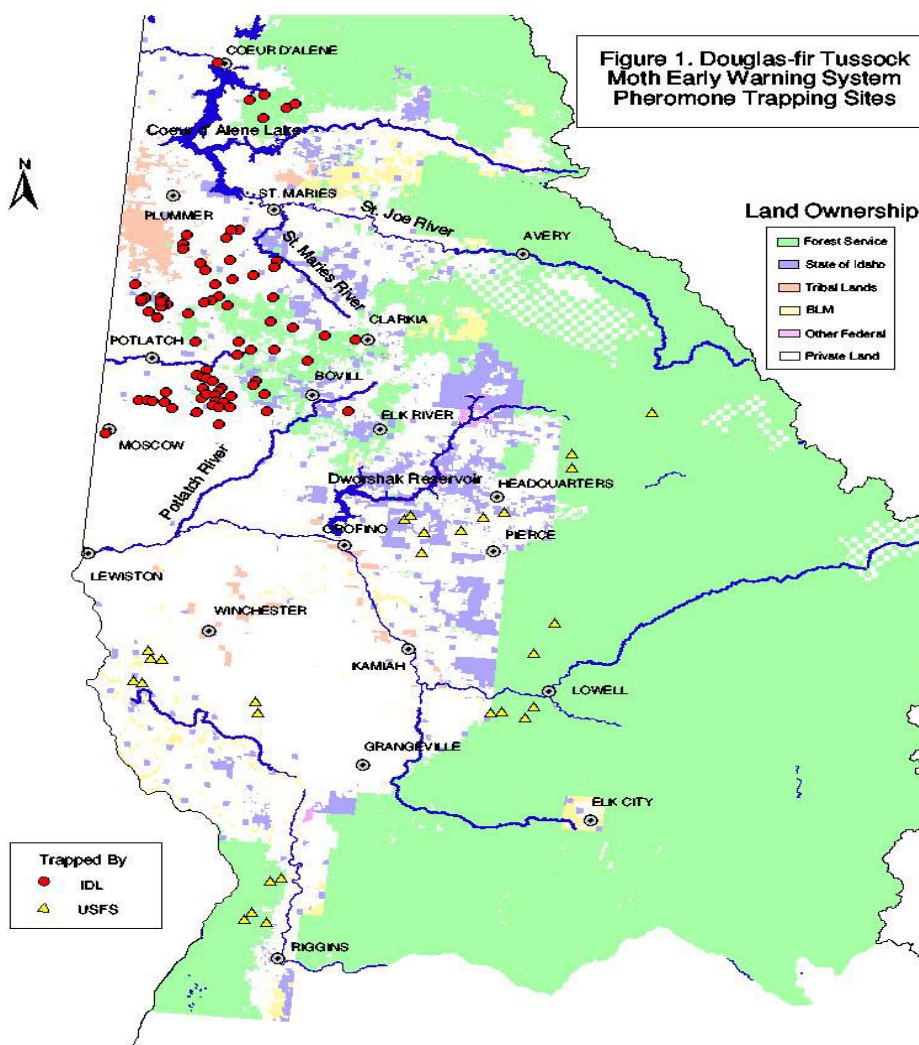 Figure 1. Douglas-fir Tussock
Moth Early Warning System
Pheromone Trapping Sites
COEUR D'ALENE
Coeur d' Alene Lake
N
ST. MARIES
PLUMMER
St. Joe River
AVERY
St. Maries River
Land Ownership
Forest Service
State of Idaho
Tribal Lands
BLM
Other Federal
Private Land
CLARKIA
POTLATCH
BOVILL
ELK RIVER
MOSCOW
Potlatch River
Dworshak Reservoir
HEADQUARTERS
OROFINO
PIERCE
LEWISTON
WINCHESTER
KAMIAH
LOWELL
GRANGEVILLE
ELK CITY
Trapped By
IDL
USFS
RIGGINS